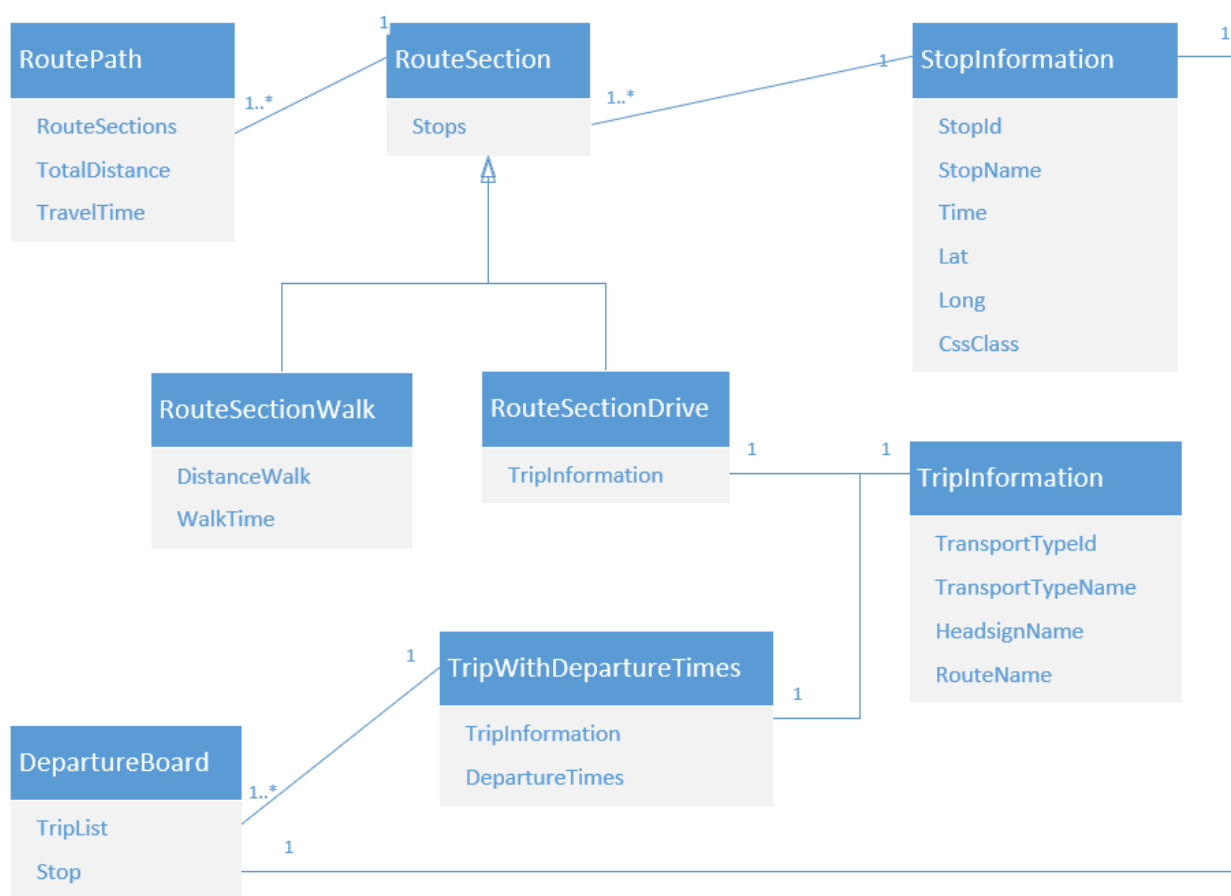 RoutePath
RouteSections
TotalDistance
TravelTime
1..*
1
RouteSection
Stops
1..*
1
StopInformation
StopId
StopName
Time
Lat
Long
CssClass
1
RouteSectionWalk
DistanceWalk
WalkTime
RouteSectionDrive
TripInformation
1
1
TripInformation
TransportTypeId
TransportTypeName
HeadsignName
RouteName
1
TripWithDepartureTimes
TripInformation
DepartureTimes
1
DepartureBoard
TripList
Stop
1..*
1